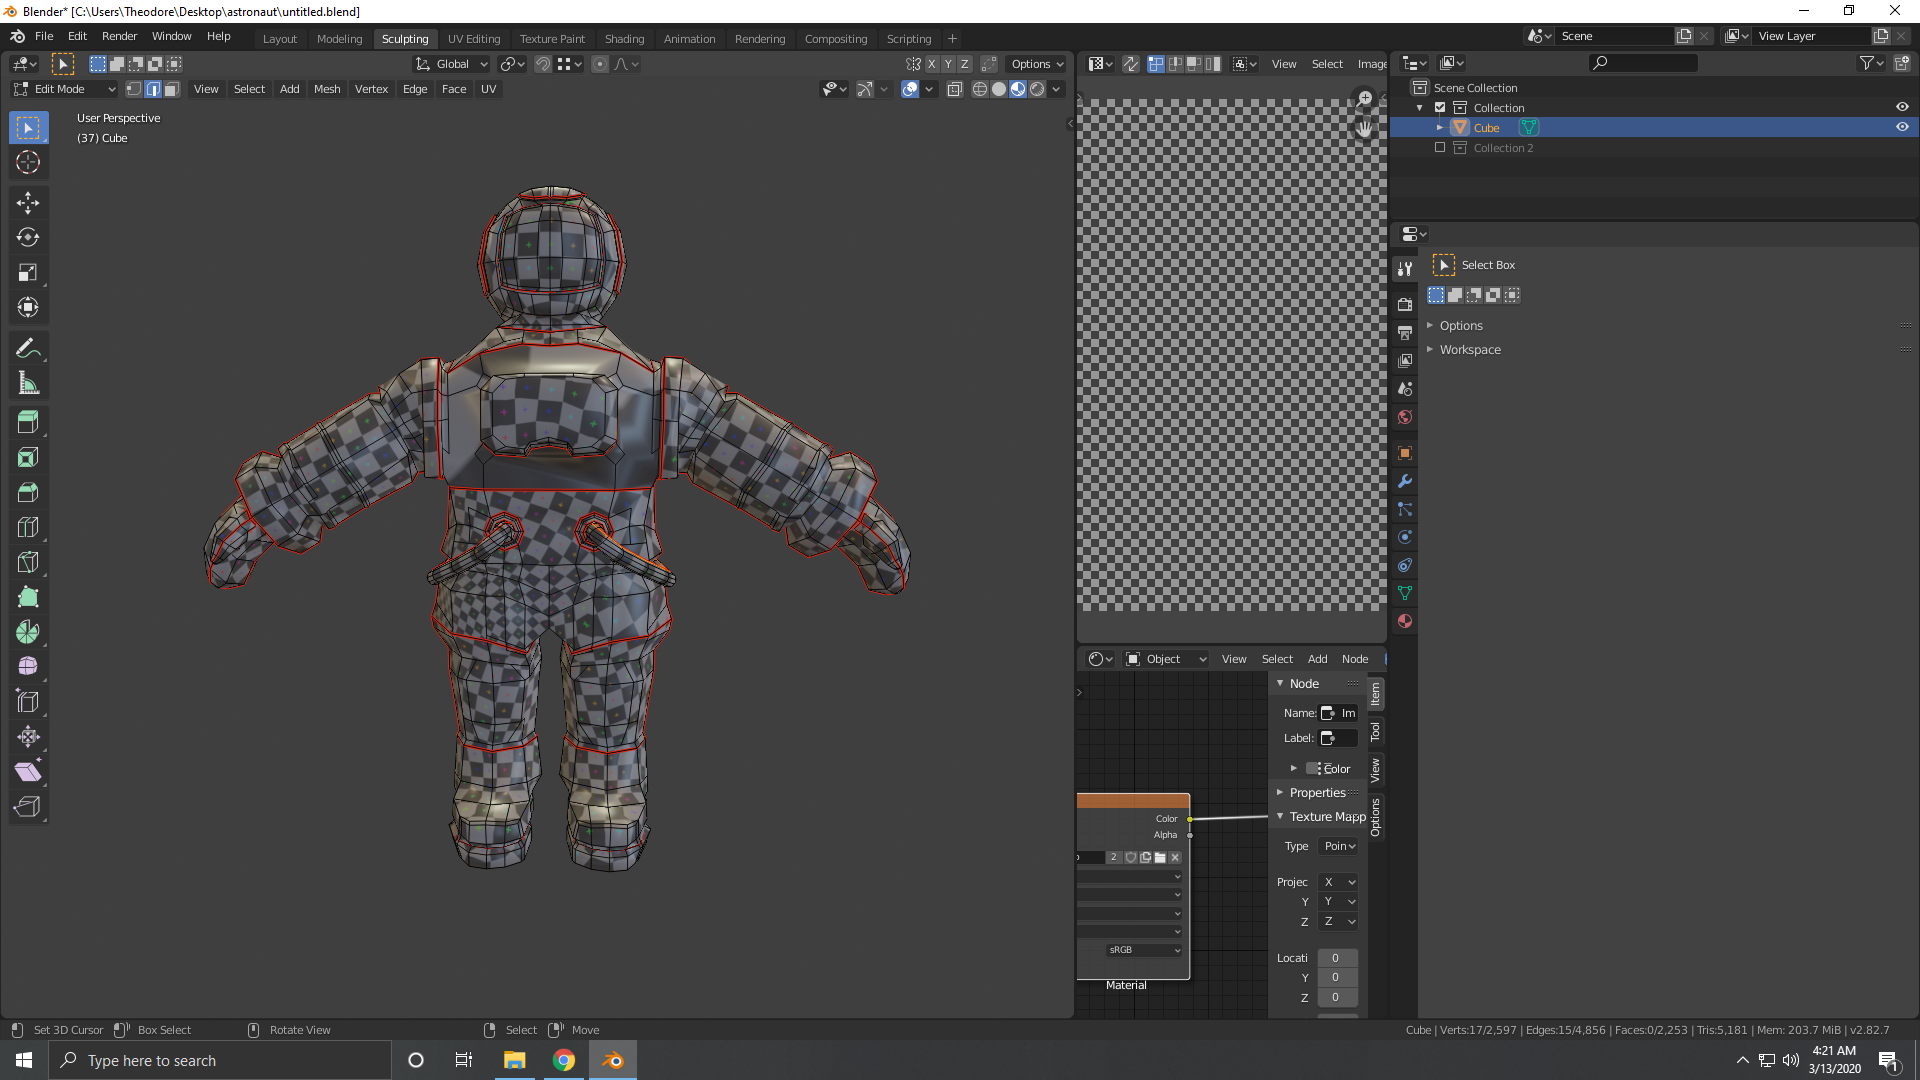 Blender* [C:\Users\Theodore\Desktop\astronaut\untitled.blend]
File Edit Render Window Help Layout Modeling Sculpting UV Editing Texture Paint Shading Animation Rendering Compositing Scripting + Scene View Layer
Global X Y Z Options View Select Image
Edit Mode View Select Add Mesh Vertex Edge Face UV
User Perspective
(37) Cube
Scene Collection
Collection
Cube
Collection 2
Select Box
Options
Workspace
Object View Select Add Node
Node
Name: Im
Label:
Color
Properties
Texture Mapp
Type Poin
Projec X
Y Y
Z Z
Locati 0
Y 0
Z 0
Item
Tool
View
Options
Color
Alpha
2
sRGB
Material
Set 3D Cursor Box Select Rotate View Select Move
Cube | Verts:17/2,597 | Edges:15/4,856 | Faces:0/2,253 | Tris:5,181 | Mem: 203.7 MiB | v2.82.7
Type here to search
4:21 AM
3/13/2020
1